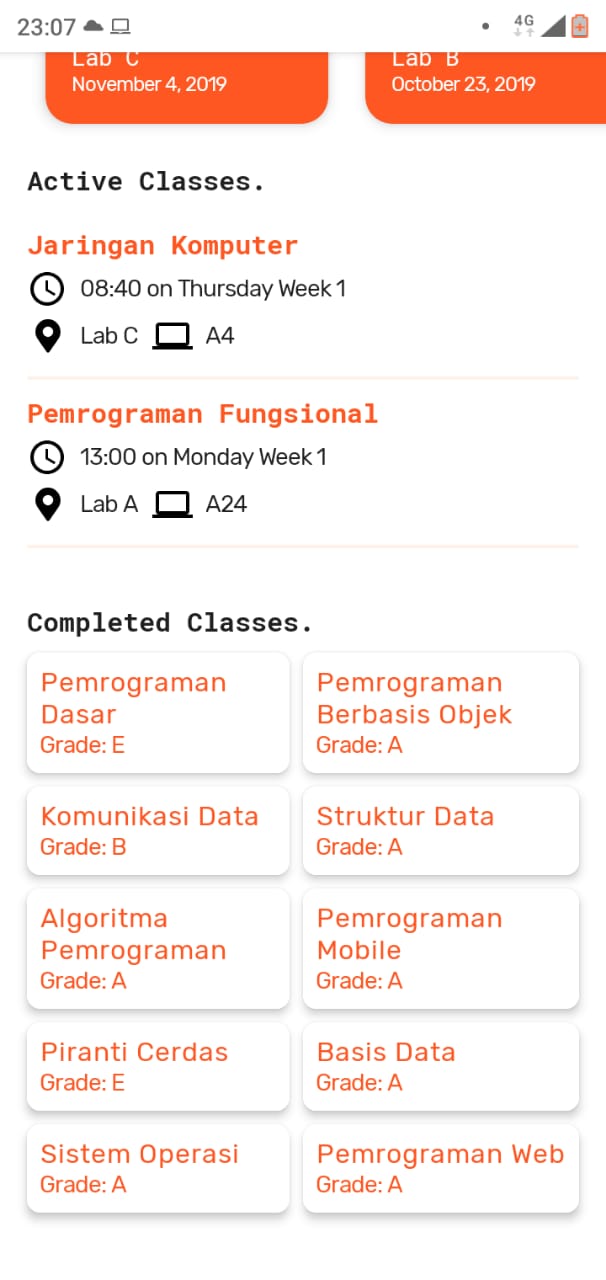 23:07
4G
Lab C
November 4, 2019
Lab B
October 23, 2019
Active Classes.
Jaringan Komputer
08:40 on Thursday Week 1
Lab C A4
Pemrograman Fungsional
13:00 on Monday Week 1
Lab A A24
Completed Classes.
Pemrograman
Dasar
Grade: E
Pemrograman
Berbasis Objek
Grade: A
Komunikasi Data
Grade: B
Struktur Data
Grade: A
Algoritma
Pemrograman
Grade: A
Pemrograman
Mobile
Grade: A
Piranti Cerdas
Grade: E
Basis Data
Grade: A
Sistem Operasi
Grade: A
Pemrograman Web
Grade: A